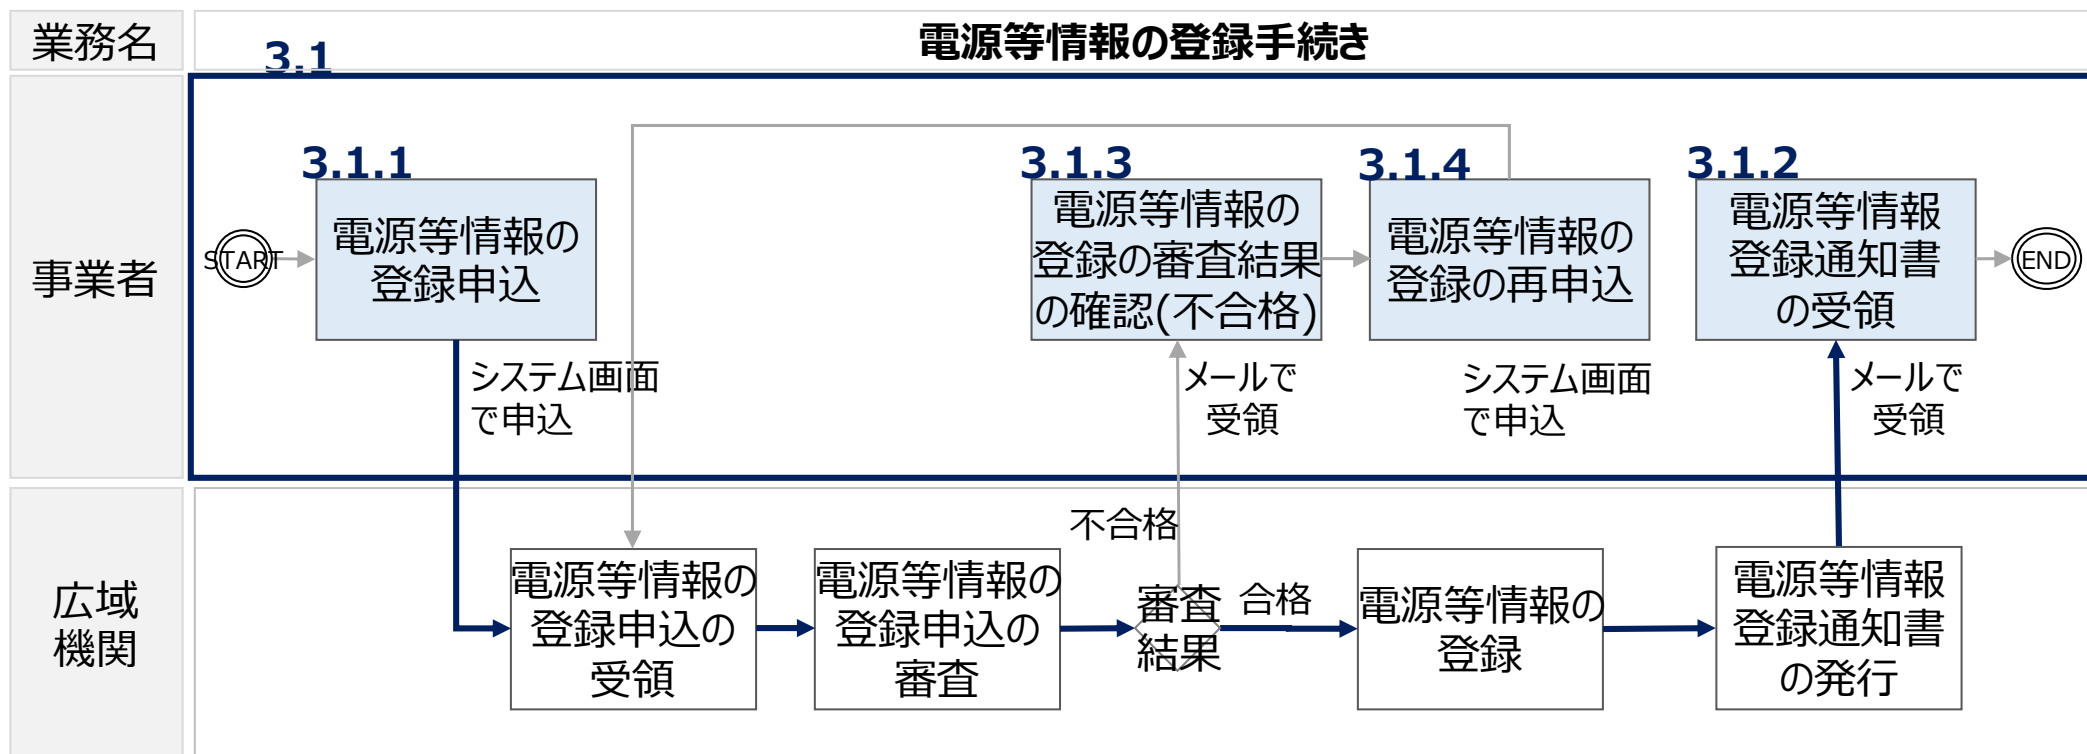 業務名
電源等情報の登録手続き
3.1
事業者
START
3.1.1
電源等情報の
登録申込
システム画面
で申込
3.1.3
電源等情報の
登録の審査結果
の確認(不合格)
メールで
受領
3.1.4
電源等情報の
登録の再申込
システム画面
で申込
3.1.2
電源等情報
登録通知書
の受領
メールで
受領
END
広域
機関
電源等情報の
登録申込の
受領
電源等情報の
登録申込の
審査
不合格
審査
結果
合格
電源等情報の
登録
電源等情報
登録通知書
の発行